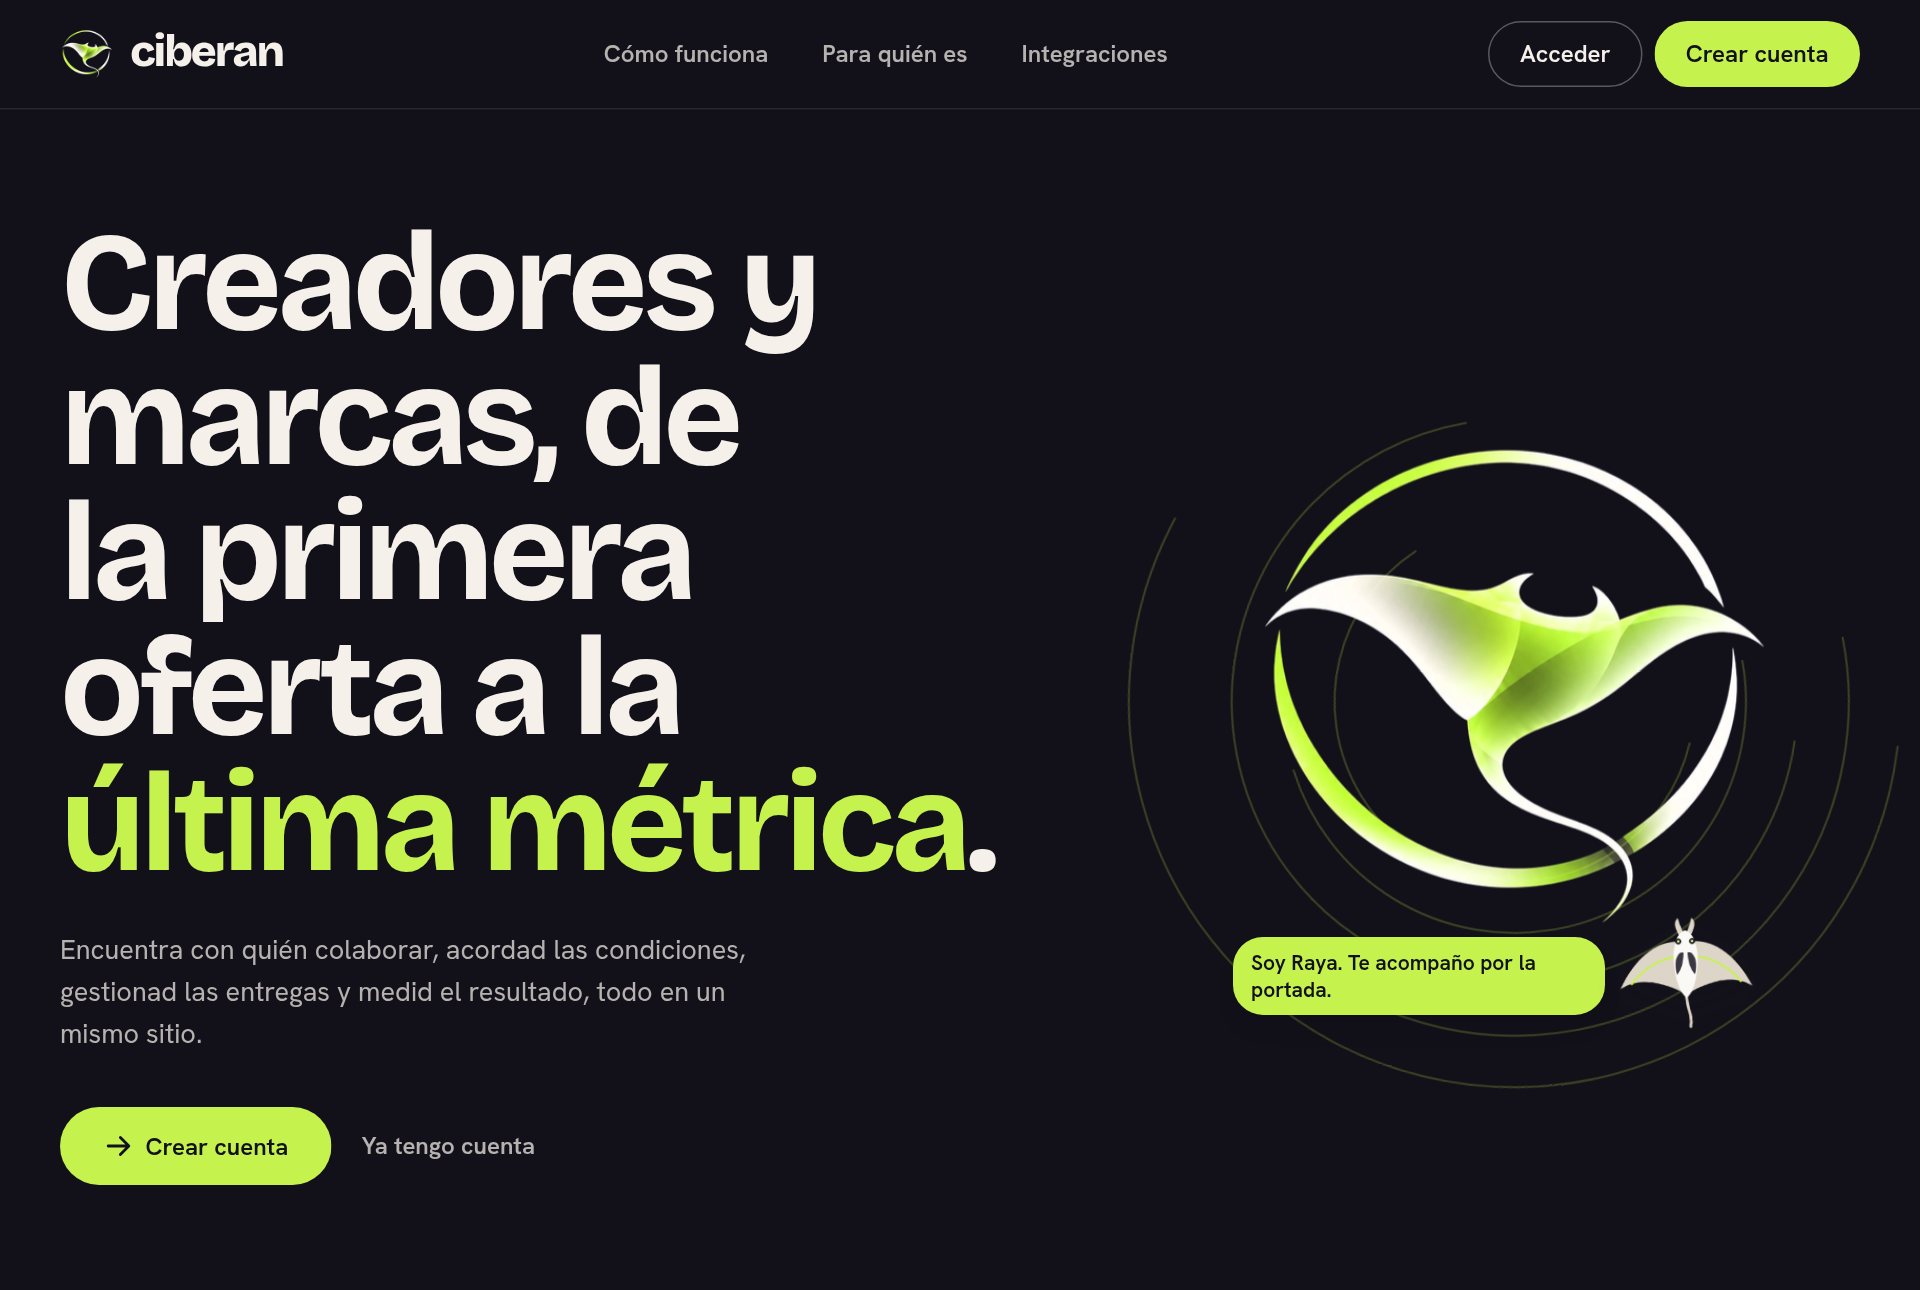 ciberan
Cómo funciona
Para quién es
Integraciones
Acceder
Crear cuenta
Creadores y
marcas, de
la primera
oferta a la
última métrica.
Encuentra con quién colaborar, acordad las condiciones,
gestionad las entregas y medid el resultado, todo en un
mismo sitio.
Soy Raya. Te acompaño por la
portada.
→ Crear cuenta
Ya tengo cuenta